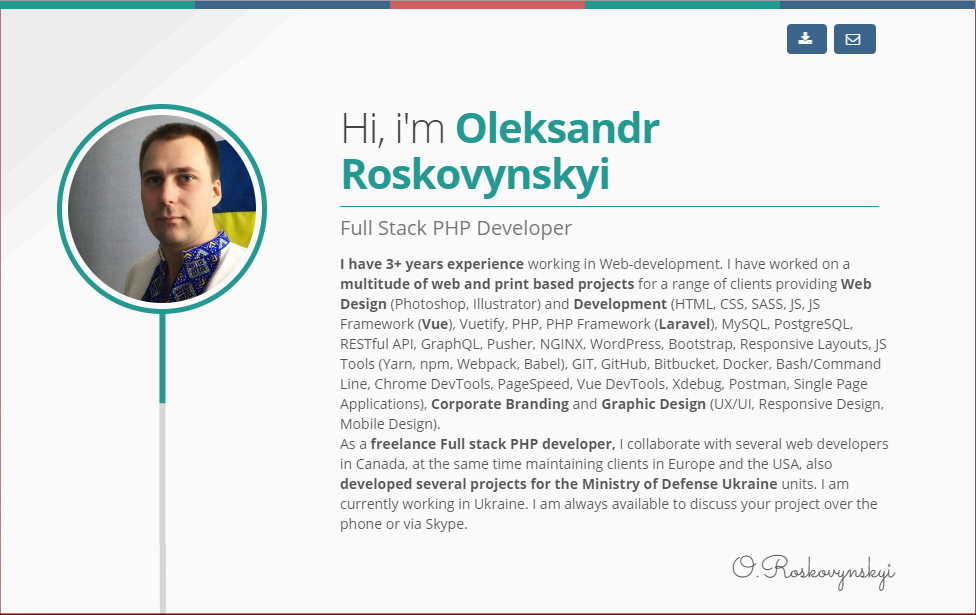 Hi, i'm Oleksandr
Roskovynskyi
Full Stack PHP Developer
I have 3+ years experience working in Web-development. I have worked on a
multitude of web and print based projects for a range of clients providing Web
Design (Photoshop, Illustrator) and Development (HTML, CSS, SASS, JS, JS
Framework (Vue), Vuetify, PHP, PHP Framework (Laravel), MySQL, PostgreSQL,
RESTful API, GraphQL, Pusher, NGINX, WordPress, Bootstrap, Responsive Layouts, JS
Tools (Yarn, npm, Webpack, Babel), GIT, GitHub, Bitbucket, Docker, Bash/Command
Line, Chrome DevTools, PageSpeed, Vue DevTools, Xdebug, Postman, Single Page
Applications), Corporate Branding and Graphic Design (UX/UI, Responsive Design,
Mobile Design).
As a freelance Full stack PHP developer, I collaborate with several web developers
in Canada, at the same time maintaining clients in Europe and the USA, also
developed several projects for the Ministry of Defense Ukraine units. I am
currently working in Ukraine. I am always available to discuss your project over the
phone or via Skype.
O.Roskovynskyi